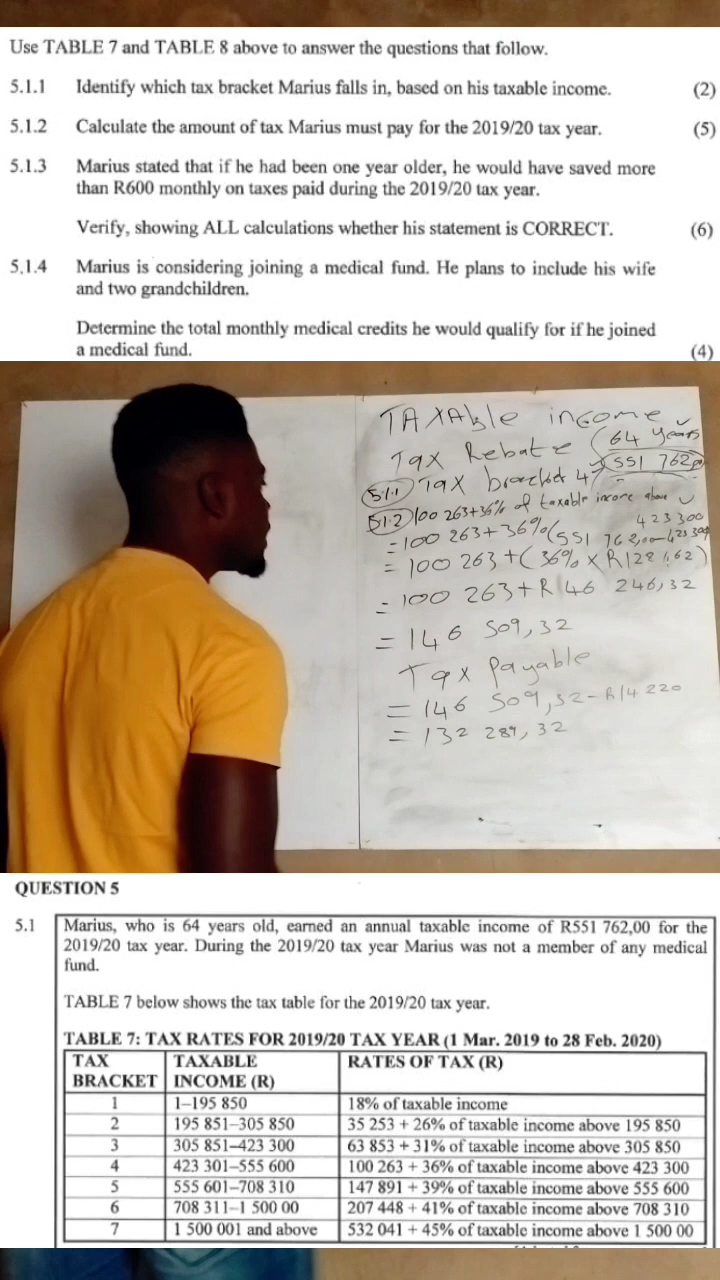 Use TABLE 7 and TABLE 8 above to answer the questions that follow.
5.1.1 Identify which tax bracket Marius falls in, based on his taxable income. (2)
5.1.2 Calculate the amount of tax Marius must pay for the 2019/20 tax year. (5)
5.1.3 Marius stated that if he had been one year older, he would have saved more
than R600 monthly on taxes paid during the 2019/20 tax year.
Verify, showing ALL calculations whether his statement is CORRECT. (6)
5.1.4 Marius is considering joining a medical fund. He plans to include his wife
and two grandchildren.
Determine the total monthly medical credits he would qualify for if he joined
a medical fund. (4)
TAXAble income
Tax Rebate (64 years
5.1.1 Tax bracket 4 551 762
5.1.2 100 263+36% of taxable income above
423 300
=100 263+36%(551 762,00-423 300
= 100 263+(36% × R128 462)
= 100 263+R 46 246,32
= 146 509,32
Tax Payable
= 146 509,32-R14 220
= 132 289,32
QUESTION 5
5.1 Marius, who is 64 years old, earned an annual taxable income of R551 762,00 for the
2019/20 tax year. During the 2019/20 tax year Marius was not a member of any medical
fund.
TABLE 7 below shows the tax table for the 2019/20 tax year.
TABLE 7: TAX RATES FOR 2019/20 TAX YEAR (1 Mar. 2019 to 28 Feb. 2020)
TAX BRACKET TAXABLE INCOME (R) RATES OF TAX (R)
1 1–195 850 18% of taxable income
2 195 851–305 850 35 253 + 26% of taxable income above 195 850
3 305 851–423 300 63 853 + 31% of taxable income above 305 850
4 423 301–555 600 100 263 + 36% of taxable income above 423 300
5 555 601–708 310 147 891 + 39% of taxable income above 555 600
6 708 311–1 500 00 207 448 + 41% of taxable income above 708 310
7 1 500 001 and above 532 041 + 45% of taxable income above 1 500 00